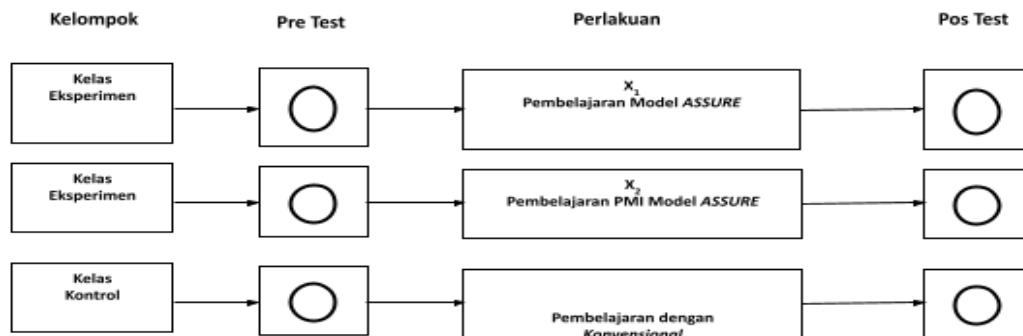 Kelompok Pre Test Perlakuan Pos Test
Kelas
Eksperimen
X1
Pembelajaran Model ASSURE
Kelas
Eksperimen
X2
Pembelajaran PMI Model ASSURE
Kelas
Kontrol
Pembelajaran dengan
Konvensional